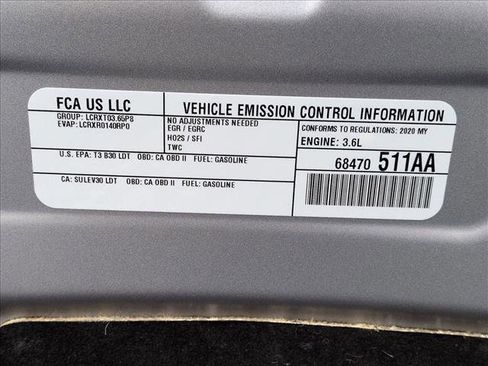 FCA US LLC
GROUP: LCRXT03.65P8
EVAP: LCRXR0140RP0
VEHICLE EMISSION CONTROL INFORMATION
NO ADJUSTMENTS NEEDED
EGR / EGRC
HO2S / SFI
TWC
CONFORMS TO REGULATIONS: 2020 MY
ENGINE: 3.6L
U.S. EPA: T3 B30 LDT OBD: CA OBD II FUEL: GASOLINE
68470 511AA
CA: SULEV30 LDT OBD: CA OBD II FUEL: GASOLINE